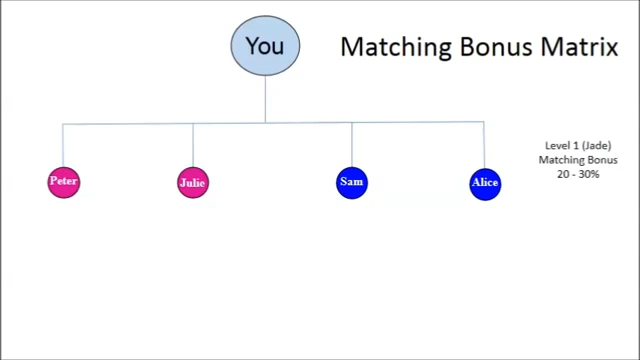 You
Matching Bonus Matrix
Level 1 (Jade)
Matching Bonus
20 - 30%
Peter
Julie
Sam
Alice